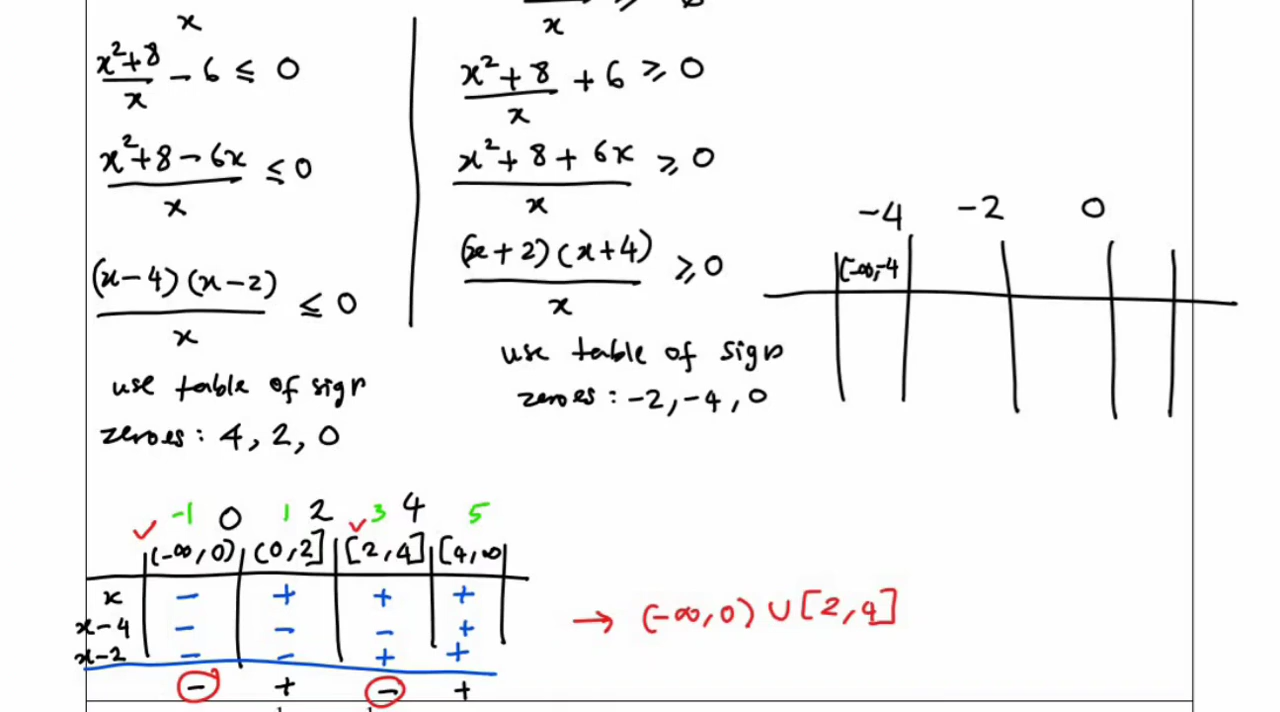 x
x²+8/x - 6 ≤ 0
x²+8-6x/x ≤ 0
(x-4)(x-2)/x ≤ 0
use table of sign
zeroes: 4, 2, 0
x
x²+8/x + 6 ≥ 0
x²+8+6x/x ≥ 0
(x+2)(x+4)/x ≥ 0
use table of sign
zeroes: -2, -4, 0
-4 -2 0
(-∞,-4
-1 0 1 2 3 4 5
(-∞,0) (0,2] [2,4] [4,∞
x - + + +
x-4 - - - +
x-2 - - + +
- + - +
→ (-∞,0) ∪ [2,4]